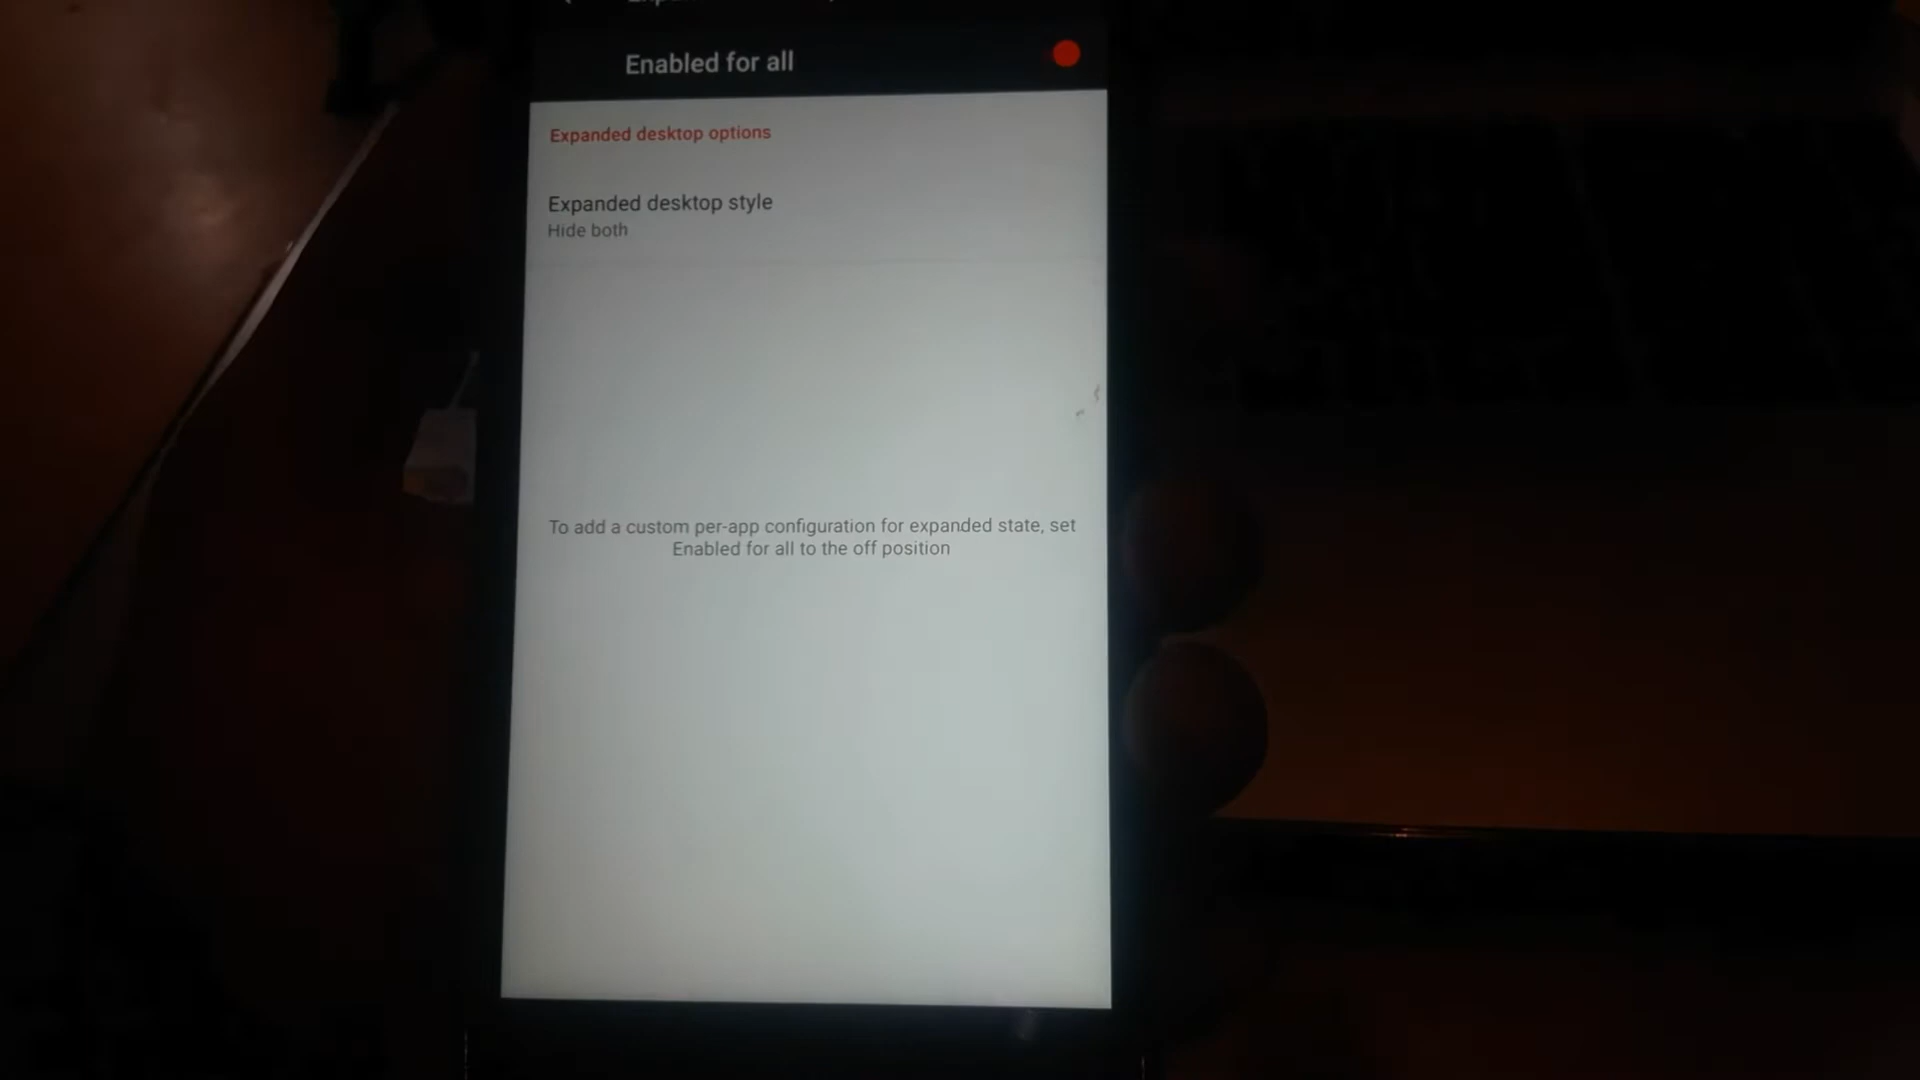 Enabled for all
Expanded desktop options
Expanded desktop style
Hide both
To add a custom per-app configuration for expanded state, set
Enabled for all to the off position